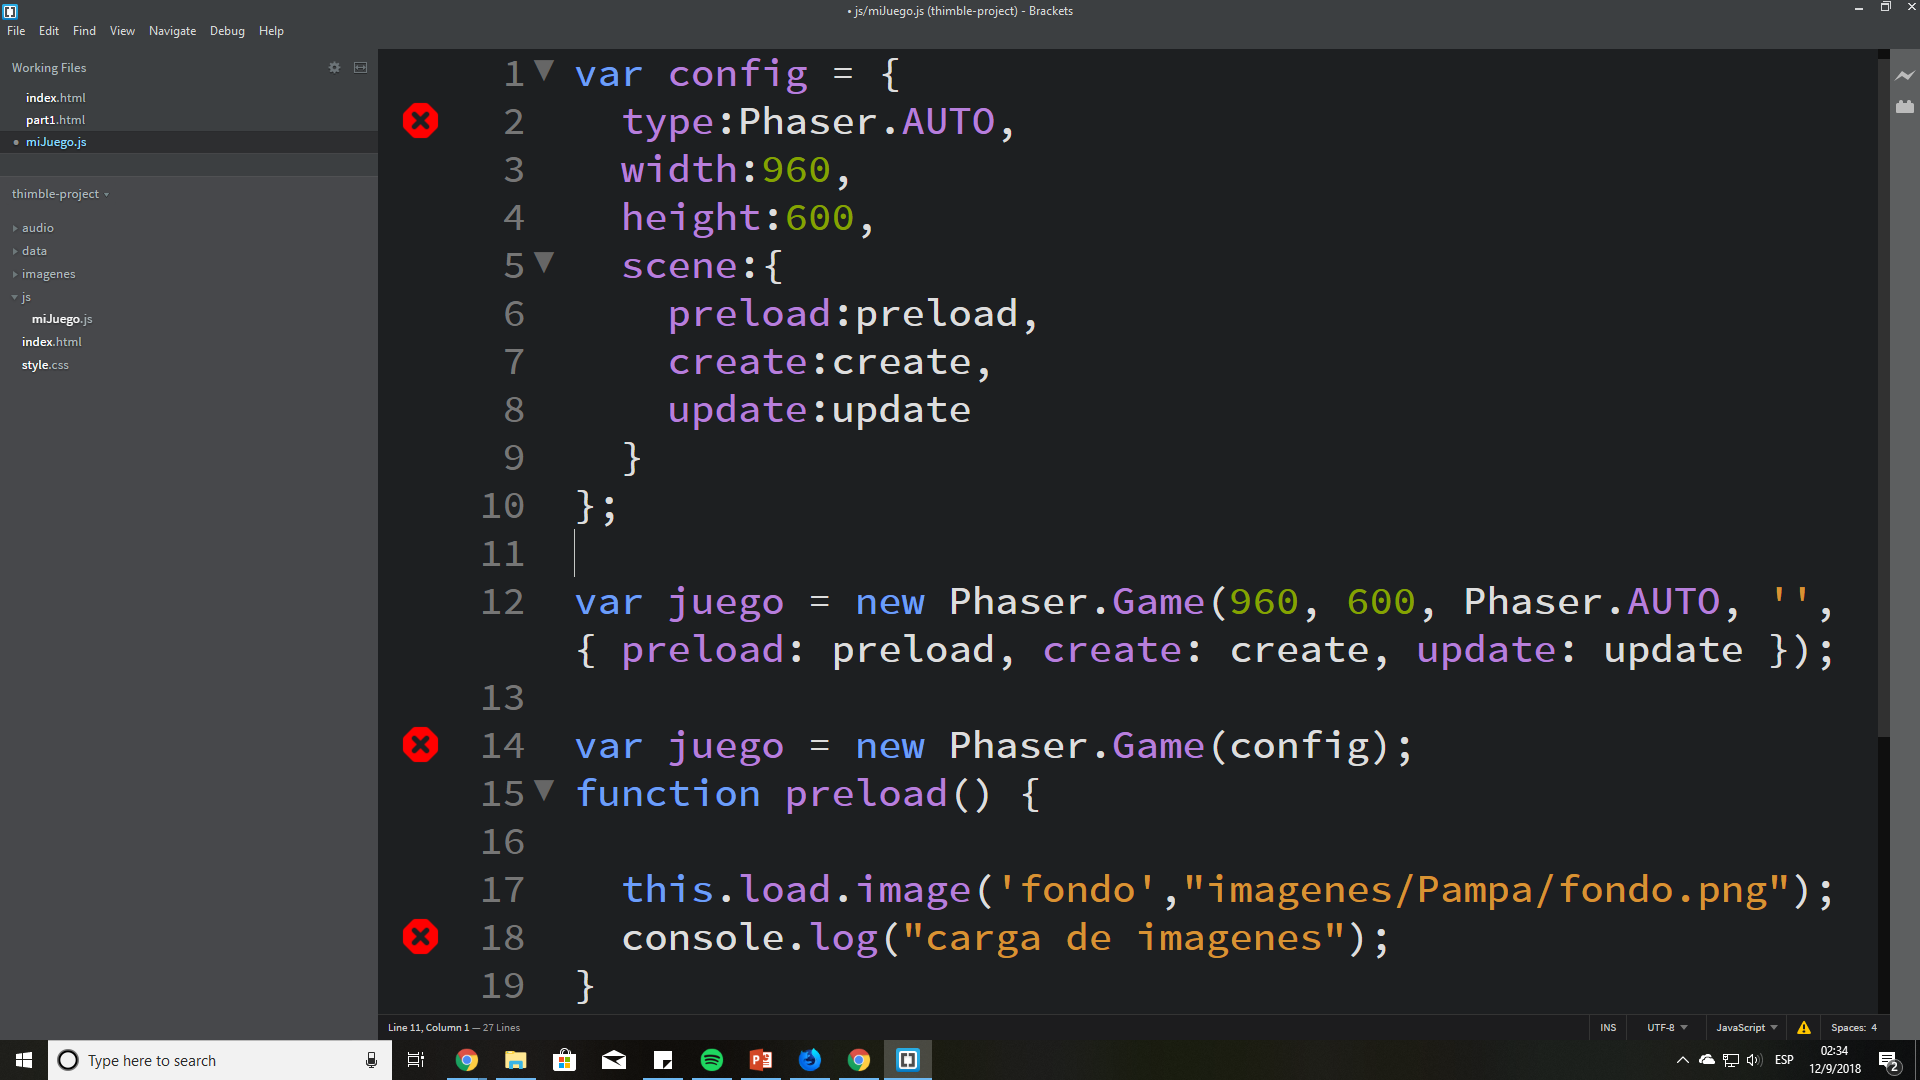 • js/miJuego.js (thimble-project) - Brackets
File Edit Find View Navigate Debug Help
Working Files
index.html
part1.html
• miJuego.js
thimble-project
audio
data
imagenes
js
miJuego.js
index.html
style.css
1 var config = {
2 type:Phaser.AUTO,
3 width:960,
4 height:600,
5 scene:{
6 preload:preload,
7 create:create,
8 update:update
9 }
10 };
11
12 var juego = new Phaser.Game(960, 600, Phaser.AUTO, '',
{ preload: preload, create: create, update: update });
13
14 var juego = new Phaser.Game(config);
15 function preload() {
16
17 this.load.image('fondo',"imagenes/Pampa/fondo.png");
18 console.log("carga de imagenes");
19 }
Line 11, Column 1 — 27 Lines
INS UTF-8 JavaScript Spaces: 4
Type here to search
ESP
02:34
12/9/2018
2